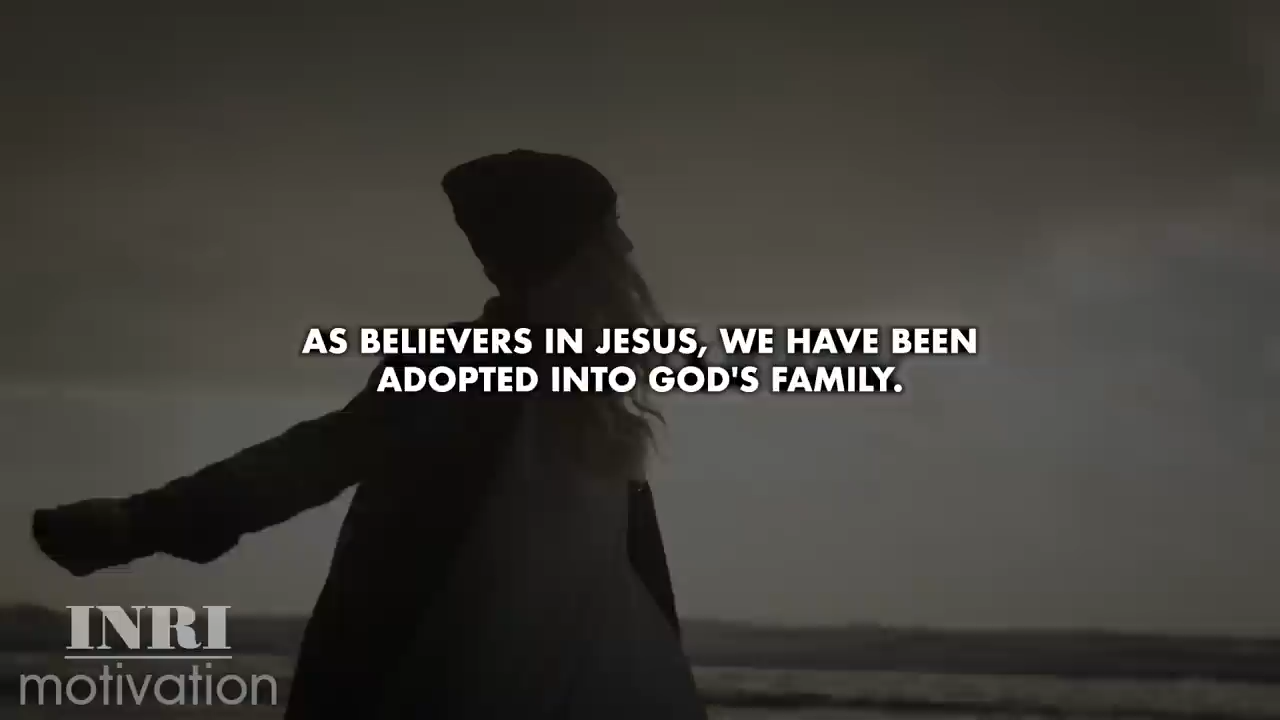 AS BELIEVERS IN JESUS, WE HAVE BEEN
ADOPTED INTO GOD'S FAMILY.
INRI
motivation